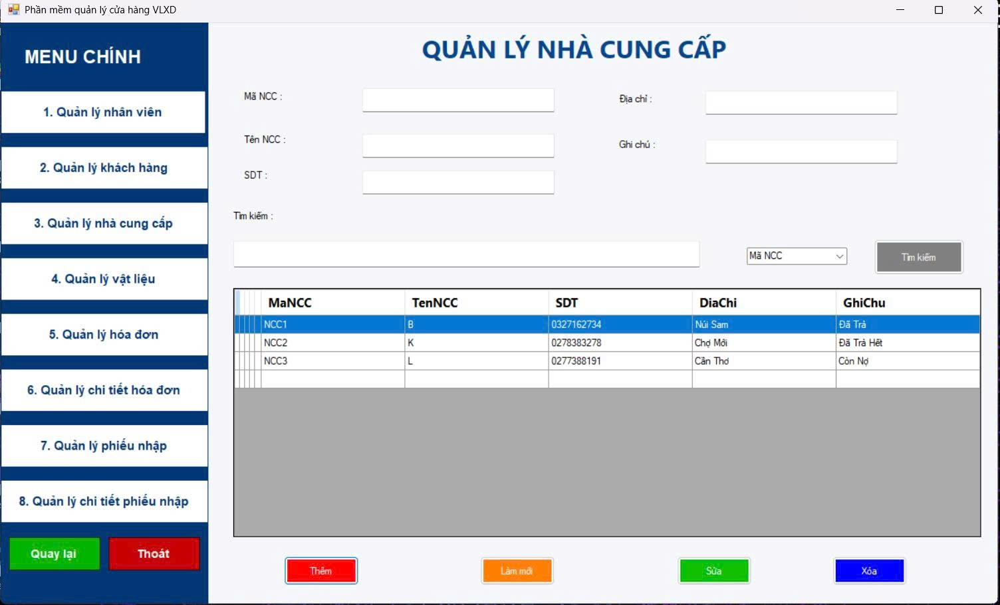 Phần mềm quản lý cửa hàng VLXD
MENU CHÍNH
1. Quản lý nhân viên
2. Quản lý khách hàng
3. Quản lý nhà cung cấp
4. Quản lý vật liệu
5. Quản lý hóa đơn
6. Quản lý chi tiết hóa đơn
7. Quản lý phiếu nhập
8. Quản lý chi tiết phiếu nhập
Quay lại Thoát
QUẢN LÝ NHÀ CUNG CẤP
Mã NCC : Địa chỉ :
Tên NCC : Ghi chú :
SDT :
Tìm kiếm :
Mã NCC Tìm kiếm
MaNCC TenNCC SDT DiaChi GhiChu
NCC1 B 0327162734 Núi Sam Đã Trả
NCC2 K 0278383278 Chợ Mới Đã Trả Hết
NCC3 L 0277388191 Cần Thơ Còn Nợ
Thêm Làm mới Sửa Xóa